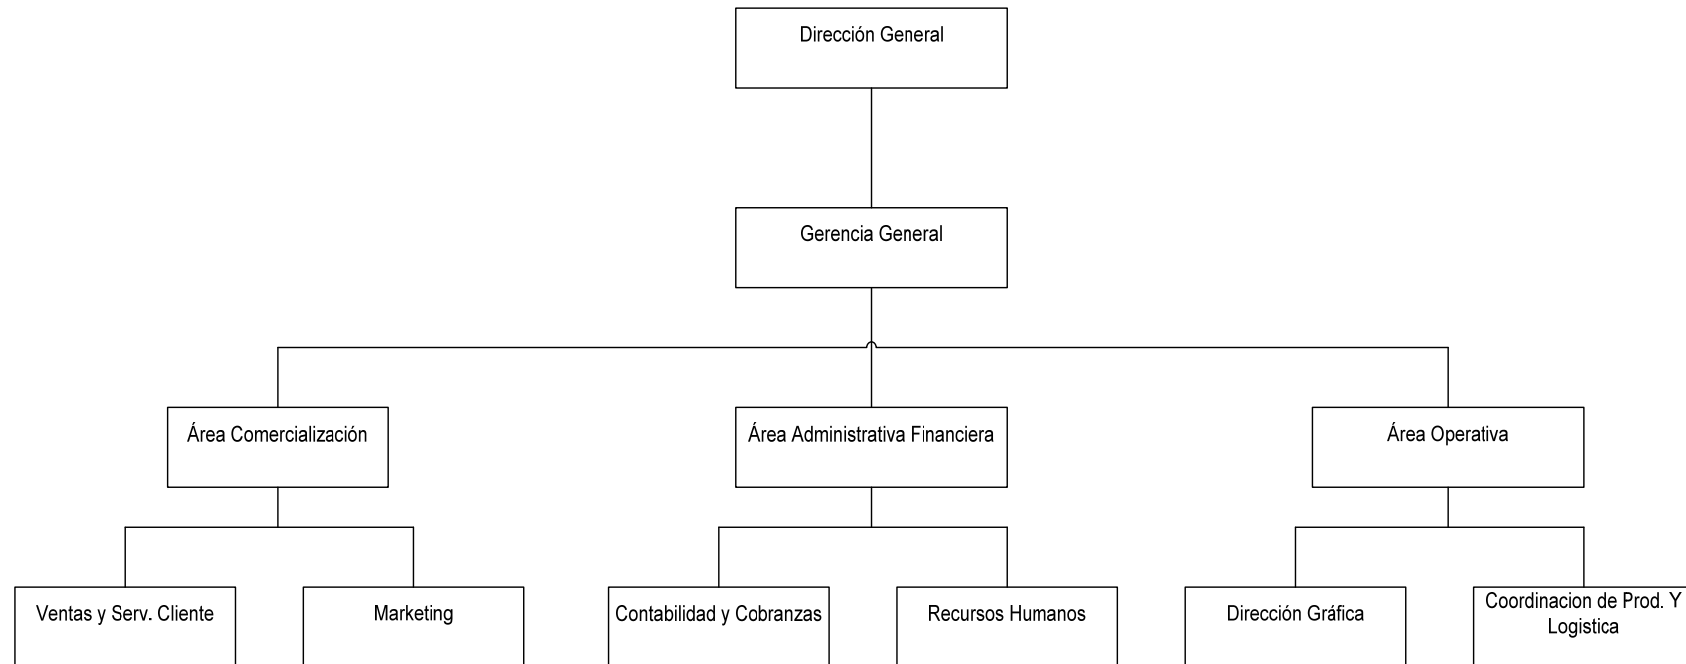 Dirección General
Gerencia General
Área Comercialización
Área Administrativa Financiera
Área Operativa
Ventas y Serv. Cliente
Marketing
Contabilidad y Cobranzas
Recursos Humanos
Dirección Gráfica
Coordinacion de Prod. Y
Logistica